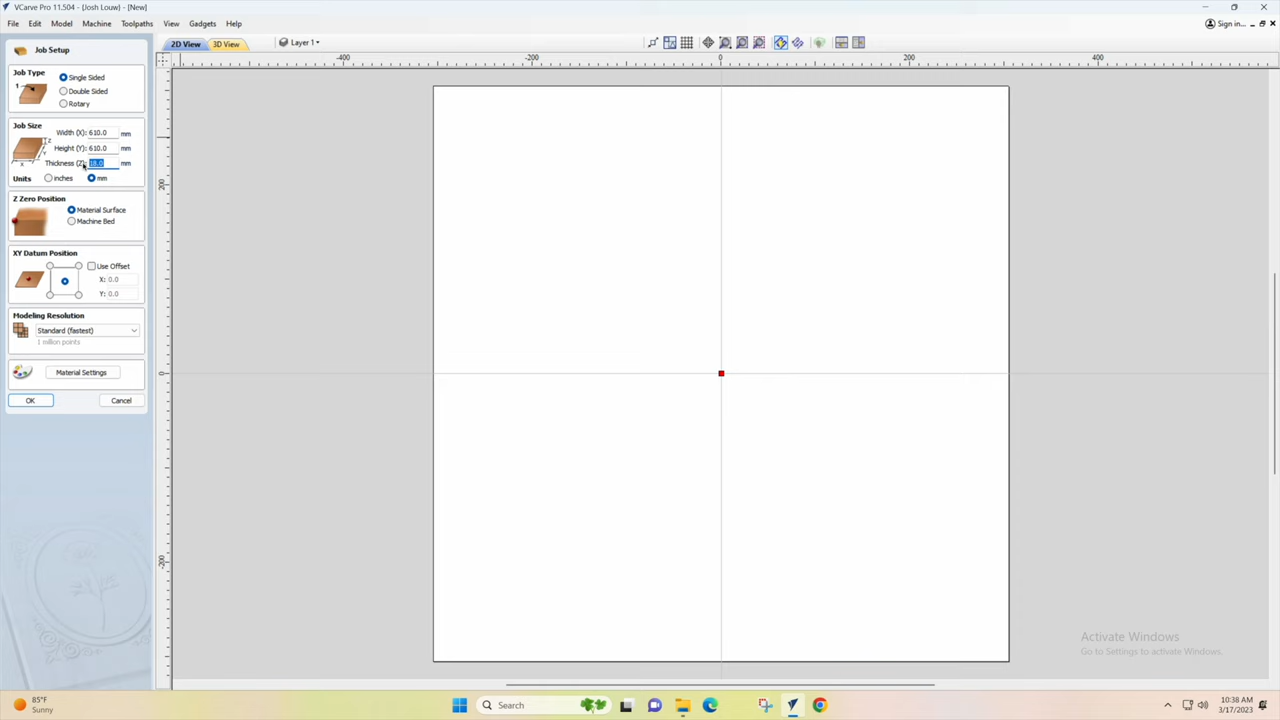 VCarve Pro 11.504 - {Josh Louw} - [New]
File Edit Model Machine Toolpaths View Gadgets Help
Sign in...
Job Setup
2D View 3D View Layer 1
-400 -200 0 200 400
Job Type
Single Sided
Double Sided
Rotary
Job Size
Width (X): 610.0 mm
Height (Y): 610.0 mm
Thickness (Z): 18.0 mm
Units inches mm
Z Zero Position
Material Surface
Machine Bed
XY Datum Position
Use Offset
X: 0.0
Y: 0.0
Modeling Resolution
Standard (fastest)
1 million points
Material Settings
OK Cancel
200
0
-200
Activate Windows
Go to Settings to activate Windows.
85°F
Sunny
Search
10:38 AM
3/17/2023